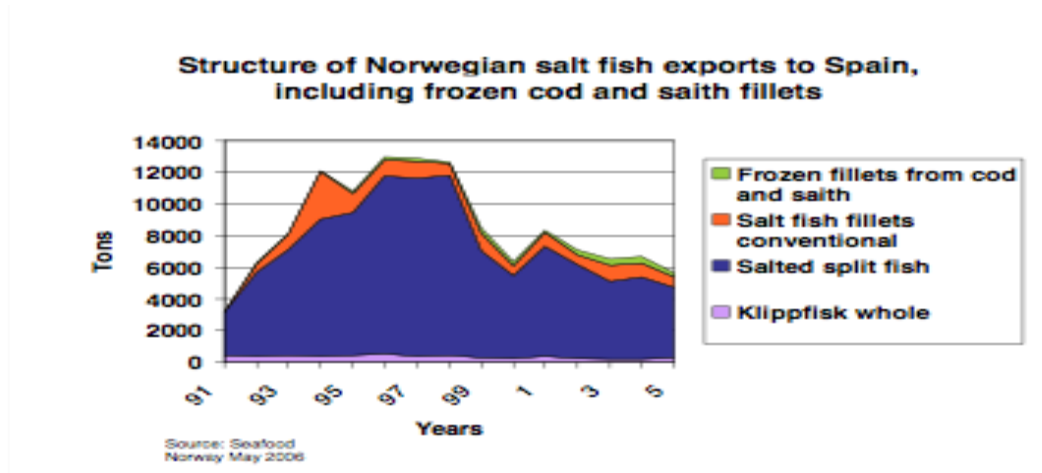 Structure of Norwegian salt fish exports to Spain,
including frozen cod and saith fillets
14000
12000
10000
8000
6000
4000
2000
0
Tons
91
93
95
97
99
1
3
5
Years
Frozen fillets from cod
and saith
Salt fish fillets
conventional
Salted split fish
Klippfisk whole
Source: Seafood
Norway May 2006